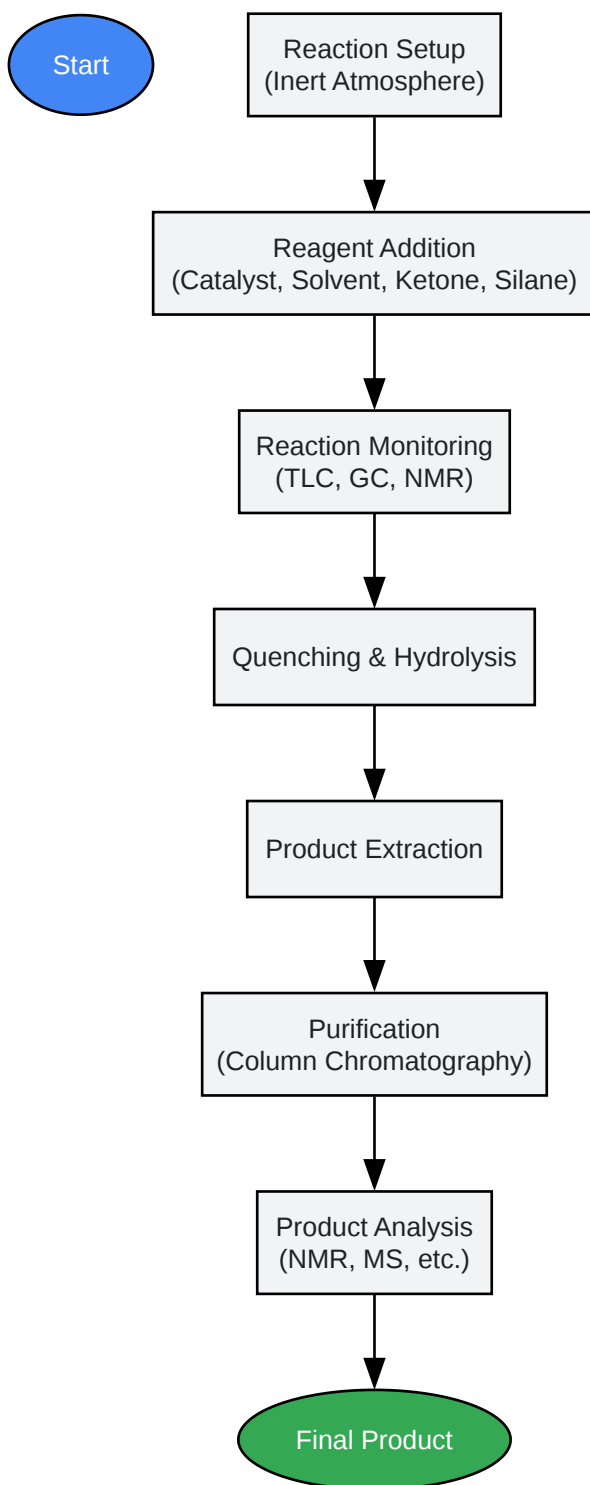 Start
Reaction Setup
(Inert Atmosphere)
Reagent Addition
(Catalyst, Solvent, Ketone, Silane)
Reaction Monitoring
(TLC, GC, NMR)
Quenching & Hydrolysis
Product Extraction
Purification
(Column Chromatography)
Product Analysis
(NMR, MS, etc.)
Final Product